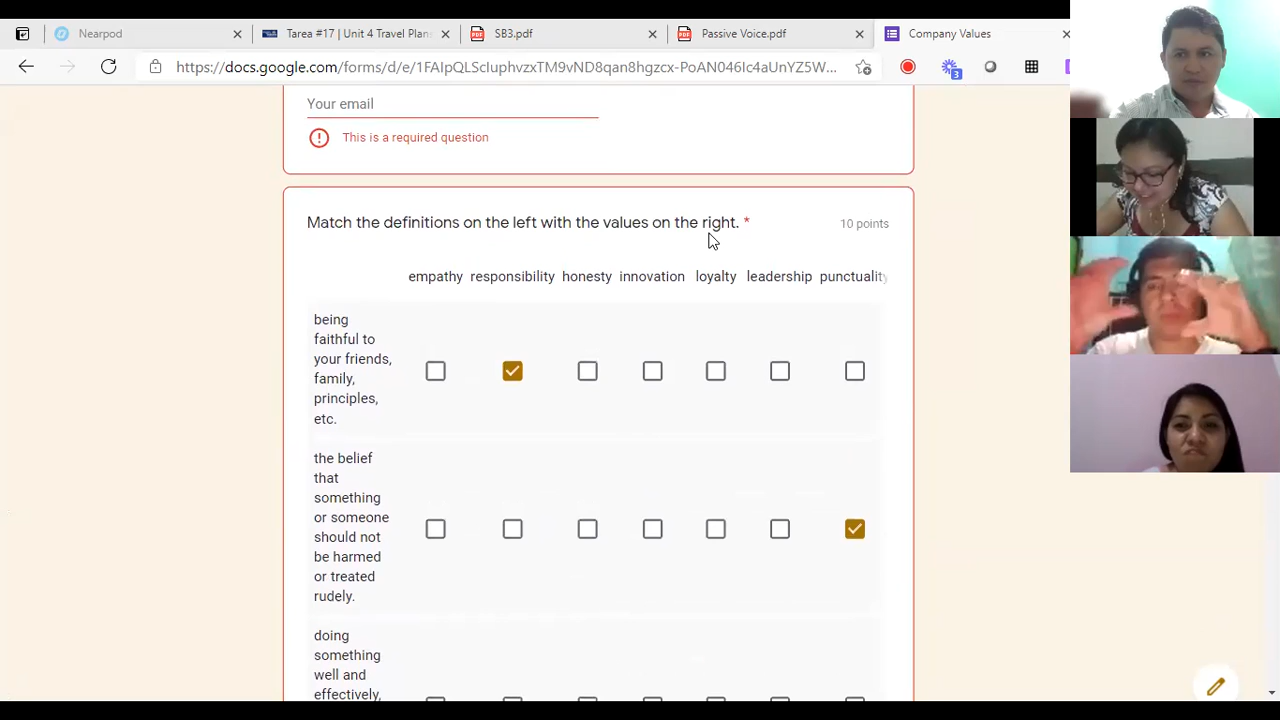 Nearpod
Tarea #17 | Unit 4 Travel Plan
SB3.pdf
Passive Voice.pdf
Company Values
https://docs.google.com/forms/d/e/
3
Your email
This is a required question
Match the definitions on the left with the values on the right. *
10 points
empathy responsibility honesty innovation loyalty leadership punctuality
being
faithful to
your friends,
family,
principles,
etc.
the belief
that
something
or someone
should not
be harmed
or treated
rudely.
doing
something
well and
effectively,